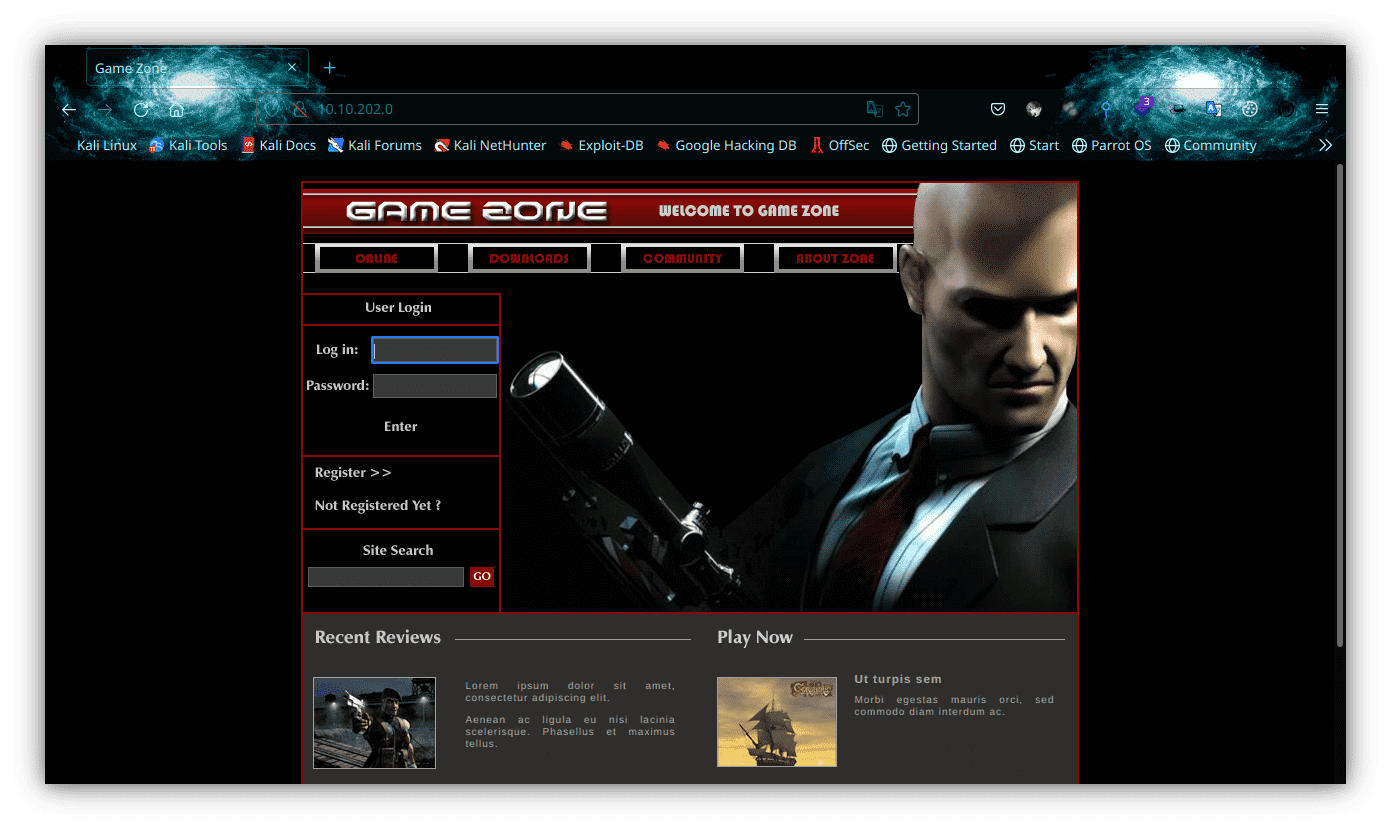 Game Zone
10.10.202.0
3
Kali Linux Kali Tools Kali Docs Kali Forums Kali NetHunter Exploit-DB Google Hacking DB OffSec Getting Started Start Parrot OS Community
GAME ZONE WELCOME TO GAME ZONE
ONLINE DOWNLOADS COMMUNITY ABOUT ZONE
User Login
Log in:
Password:
Enter
Register >>
Not Registered Yet ?
Site Search
GO
Recent Reviews
Lorem ipsum dolor sit amet,
consectetur adipiscing elit.
Aenean ac ligula eu nisi lacinia
scelerisque. Phasellus et maximus
tellus.
Play Now
Ut turpis sem
Morbi egestas mauris orci, sed
commodo diam interdum ac.